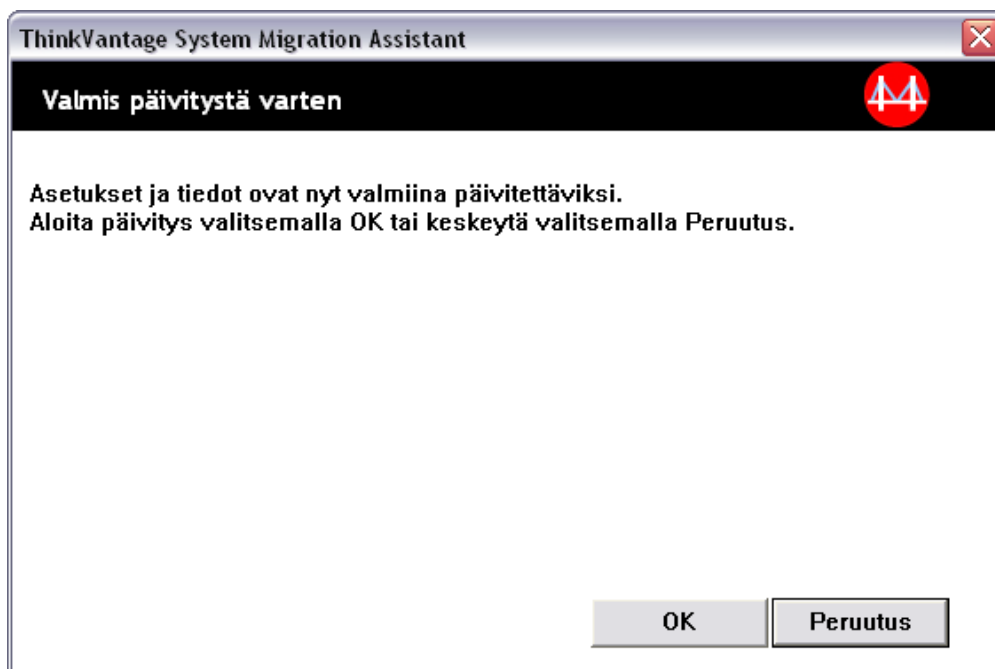 ThinkVantage System Migration Assistant
Valmis päivitystä varten
Asetukset ja tiedot ovat nyt valmiina päivitettäviksi.
Aloita päivitys valitsemalla OK tai keskeytä valitsemalla Peruutus.
OK
Peruutus